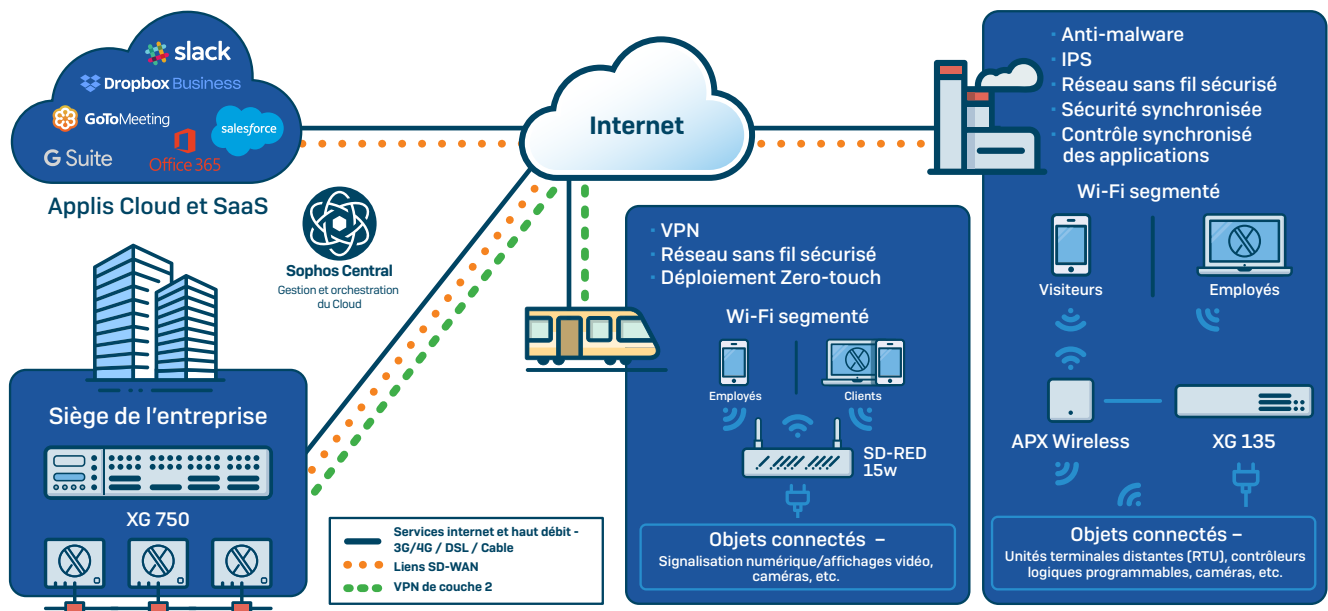 slack
Dropbox Business
GoToMeeting
salesforce
G Suite
Office 365
Applis Cloud et SaaS
Sophos Central
Gestion et orchestration
du Cloud
Internet
Siège de l'entreprise
XG 750
Services internet et haut débit -
3G/4G / DSL / Cable
Liens SD-WAN
VPN de couche 2
· VPN
· Réseau sans fil sécurisé
· Déploiement Zero-touch
Wi-Fi segmenté
Employés
Clients
SD-RED
15w
Objets connectés –
Signalisation numérique/affichages vidéo,
caméras, etc.
· Anti-malware
· IPS
· Réseau sans fil sécurisé
· Sécurité synchronisée
· Contrôle synchronisé
des applications
Wi-Fi segmenté
Visiteurs
Employés
APX Wireless
XG 135
Objets connectés –
Unités terminales distantes (RTU), contrôleurs
logiques programmables, caméras, etc.